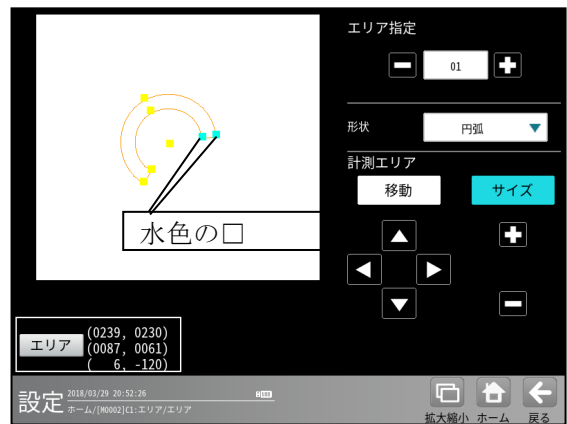 エリア指定
01
形状
円弧
計測エリア
移動
サイズ
水色の□
エリア
(0239, 0230)
(0087, 0061)
(   6, -120)
設定
2018/03/29 20:52:26
ホーム/[M0002]C1:エリア/エリア
拡大縮小
ホーム
戻る